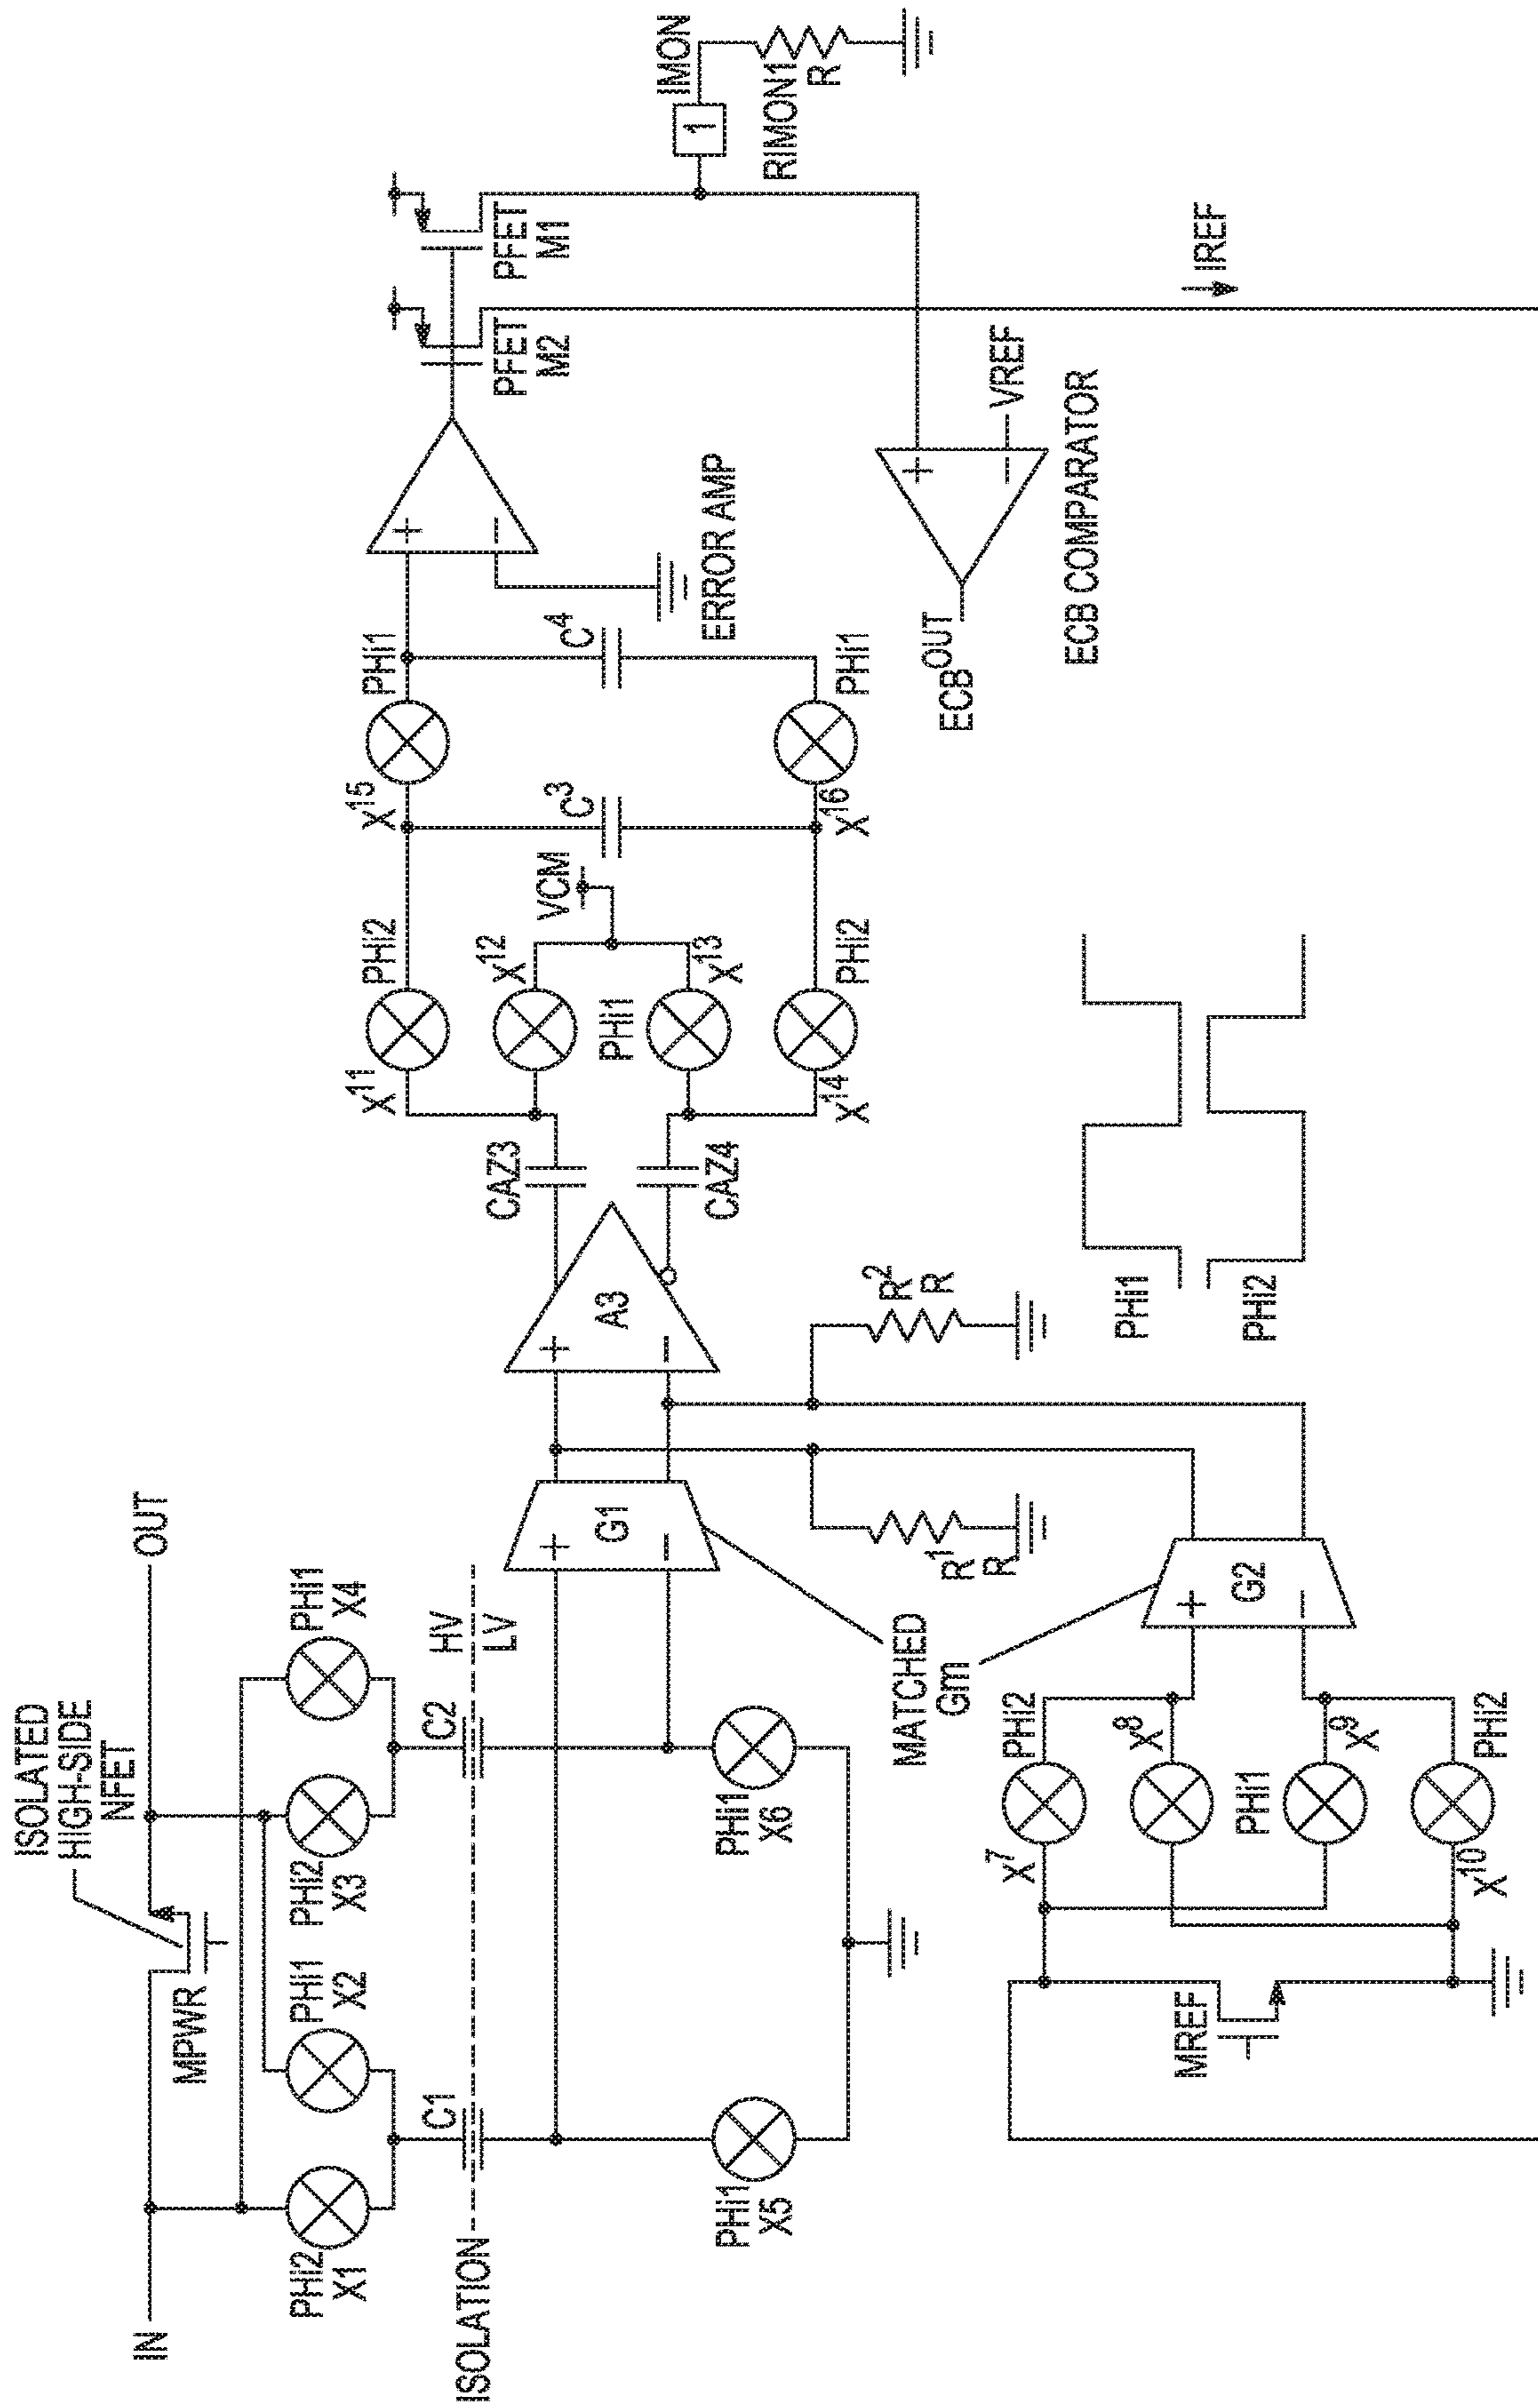 ISOLATED
HIGH-SIDE
NFET
IN
OUT
MPWR
PHI2
X1
PHI1
X2
PHI2
X3
PHI1
X4
C1
C2
ISOLATION
HV
LV
PHI1
X5
PHI1
X6
+
G1
−
MATCHED
Gm
+
A3
−
R1
R
R2
R
CAZ3
CAZ4
X11
PHI2
X12
PHI1
X13
X14
PHI2
VCM
C3
X15
PHI1
X16
PHI1
C4
+
−
ERROR AMP
PFET
M2
PFET
M1
1
IMON
RIMON1
R
ECBOUT
+
−
VREF
ECB COMPARATOR
IREF
MREF
X7
PHI2
X8
PHI1
X9
X10
PHI2
+
G2
−
PHI1
PHI2